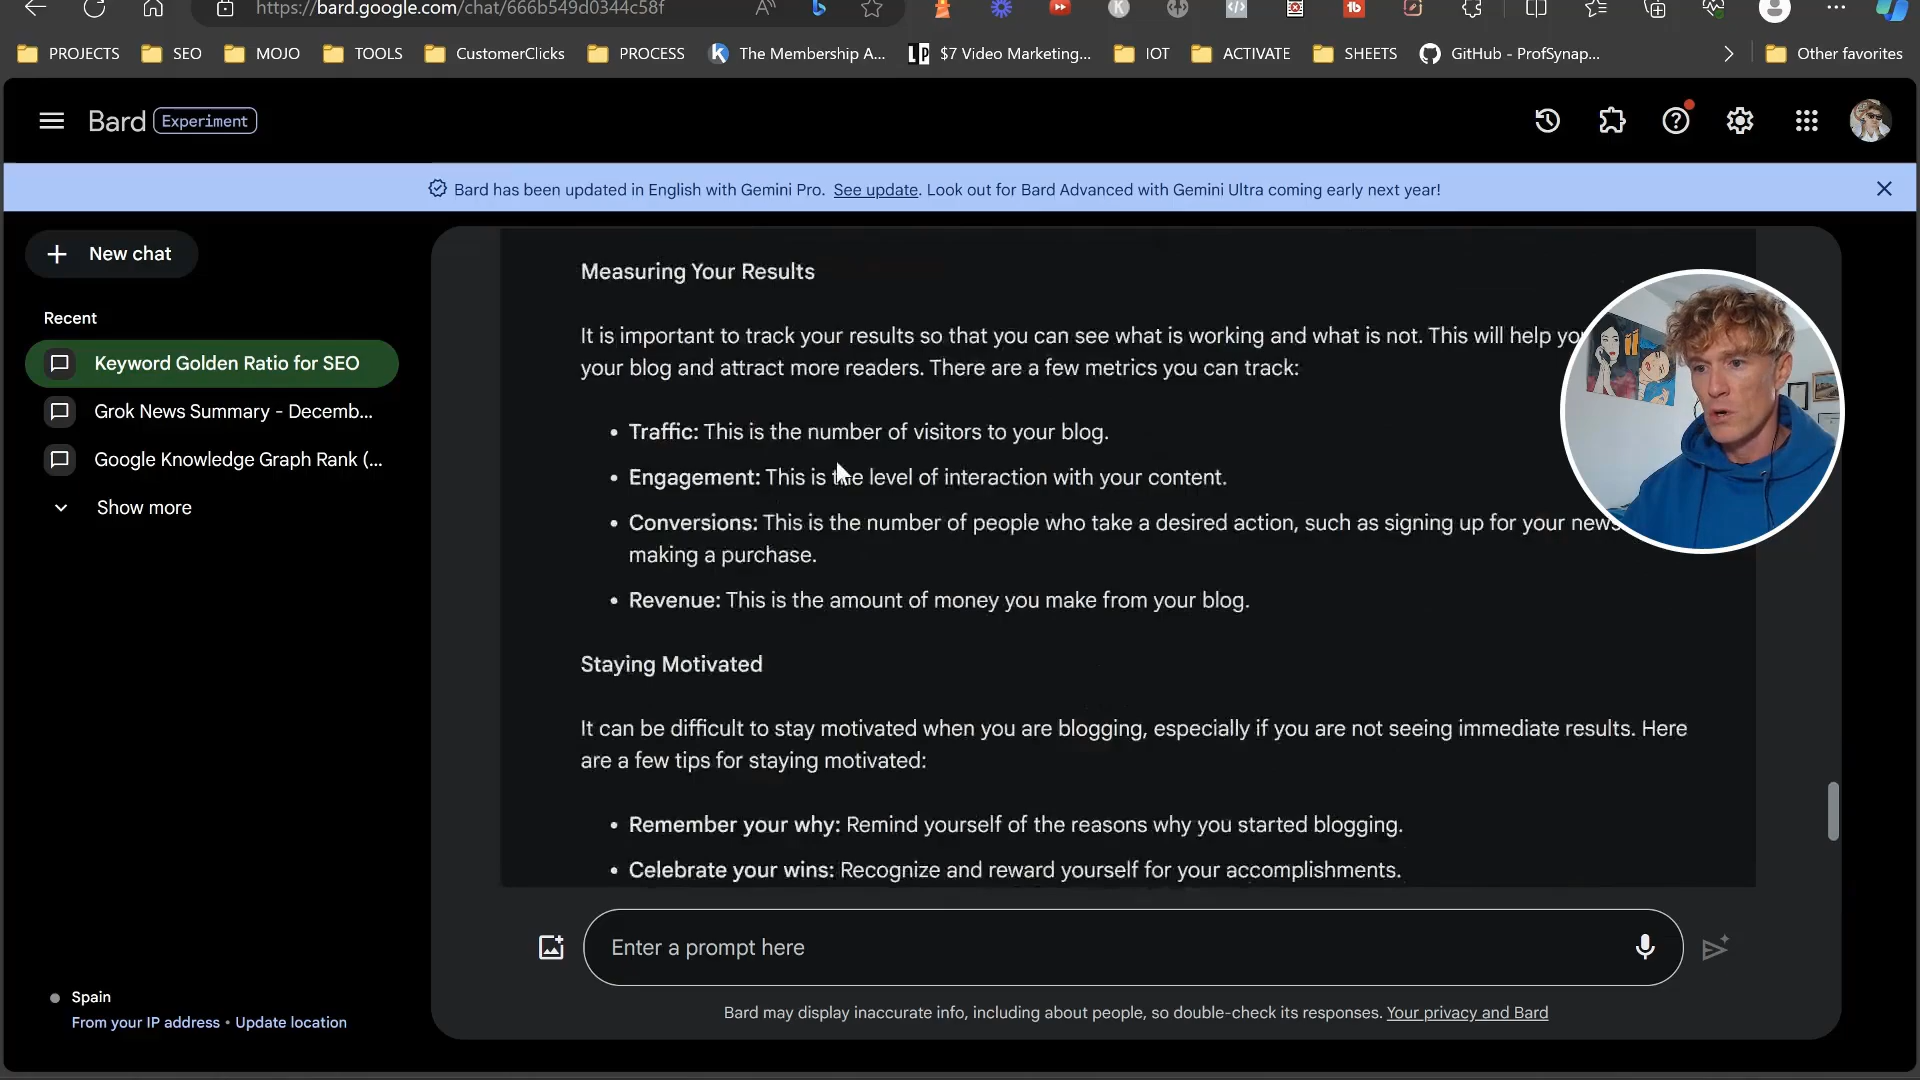 https://bard.google.com/chat/666b549d0344c58f
PROJECTS SEO MOJO TOOLS CustomerClicks PROCESS The Membership A... $7 Video Marketing... IOT ACTIVATE SHEETS GitHub - ProfSynap... Other favorites
Bard Experiment
Bard has been updated in English with Gemini Pro. See update. Look out for Bard Advanced with Gemini Ultra coming early next year!
New chat
Recent
Keyword Golden Ratio for SEO
Grok News Summary - Decemb...
Google Knowledge Graph Rank (...
Show more
Measuring Your Results
It is important to track your results so that you can see what is working and what is not. This will help
your blog and attract more readers. There are a few metrics you can track:
• Traffic: This is the number of visitors to your blog.
• Engagement: This is the level of interaction with your content.
• Conversions: This is the number of people who take a desired action, such as signing up for your
making a purchase.
• Revenue: This is the amount of money you make from your blog.
Staying Motivated
It can be difficult to stay motivated when you are blogging, especially if you are not seeing immediate results. Here
are a few tips for staying motivated:
• Remember your why: Remind yourself of the reasons why you started blogging.
• Celebrate your wins: Recognize and reward yourself for your accomplishments.
Enter a prompt here
Bard may display inaccurate info, including about people, so double-check its responses. Your privacy and Bard
Spain
From your IP address • Update location